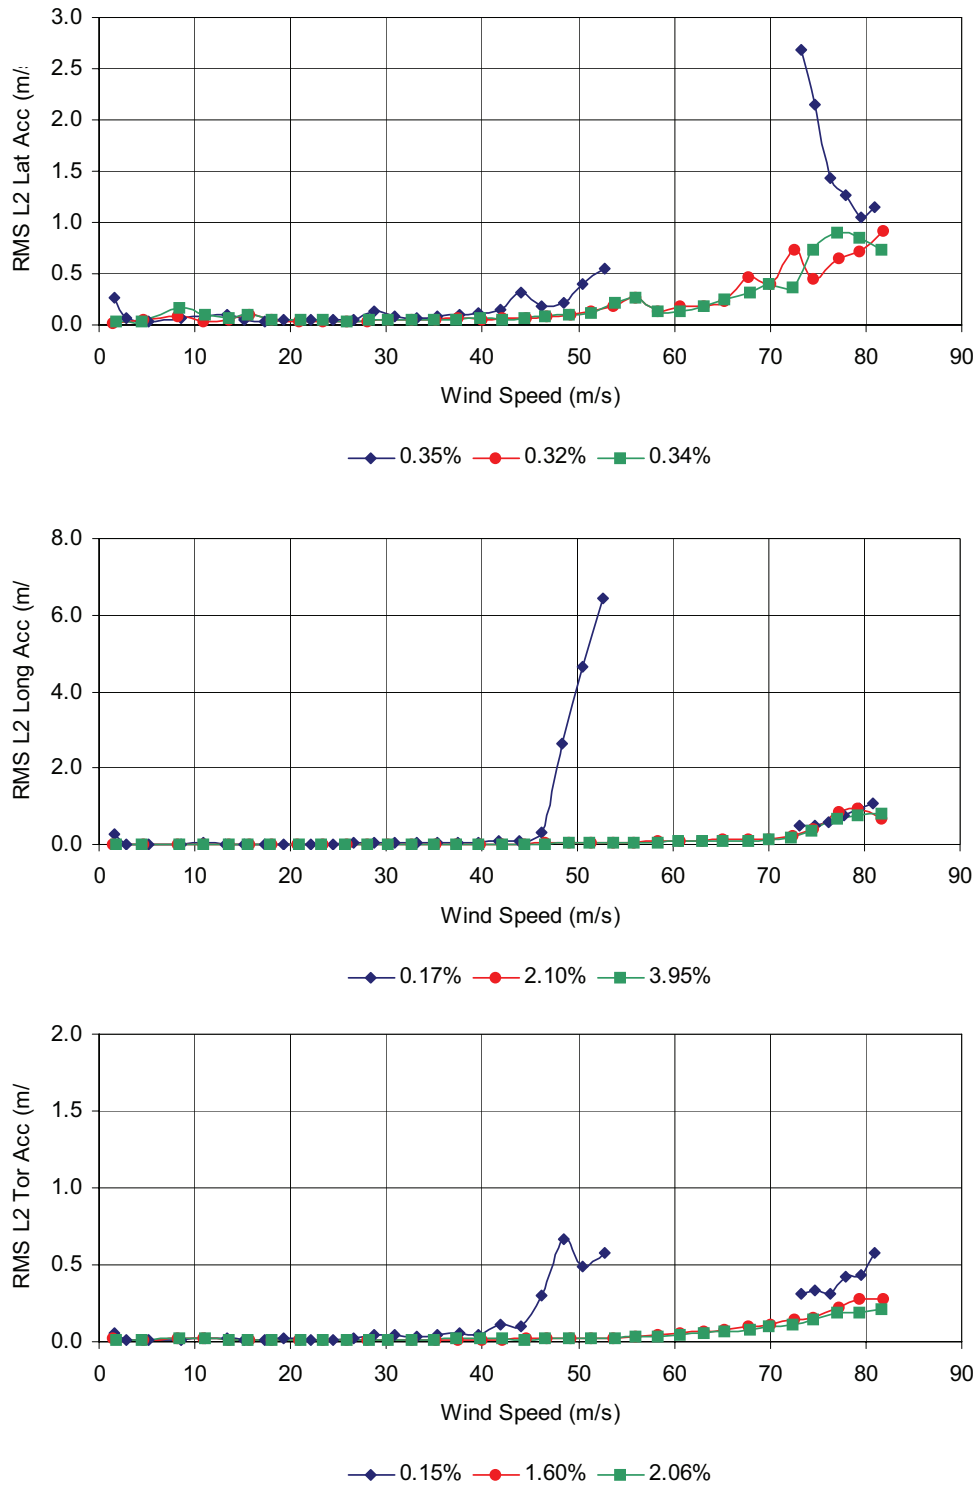 RMS L2 Lat Acc (m/
3.0
2.5
2.0
1.5
1.0
0.5
0.0
0 10 20 30 40 50 60 70 80 90
Wind Speed (m/s)
0.35% 0.32% 0.34%
RMS L2 Long Acc (m/
8.0
6.0
4.0
2.0
0.0
0 10 20 30 40 50 60 70 80 90
Wind Speed (m/s)
0.17% 2.10% 3.95%
RMS L2 Tor Acc (m/
2.0
1.5
1.0
0.5
0.0
0 10 20 30 40 50 60 70 80 90
Wind Speed (m/s)
0.15% 1.60% 2.06%